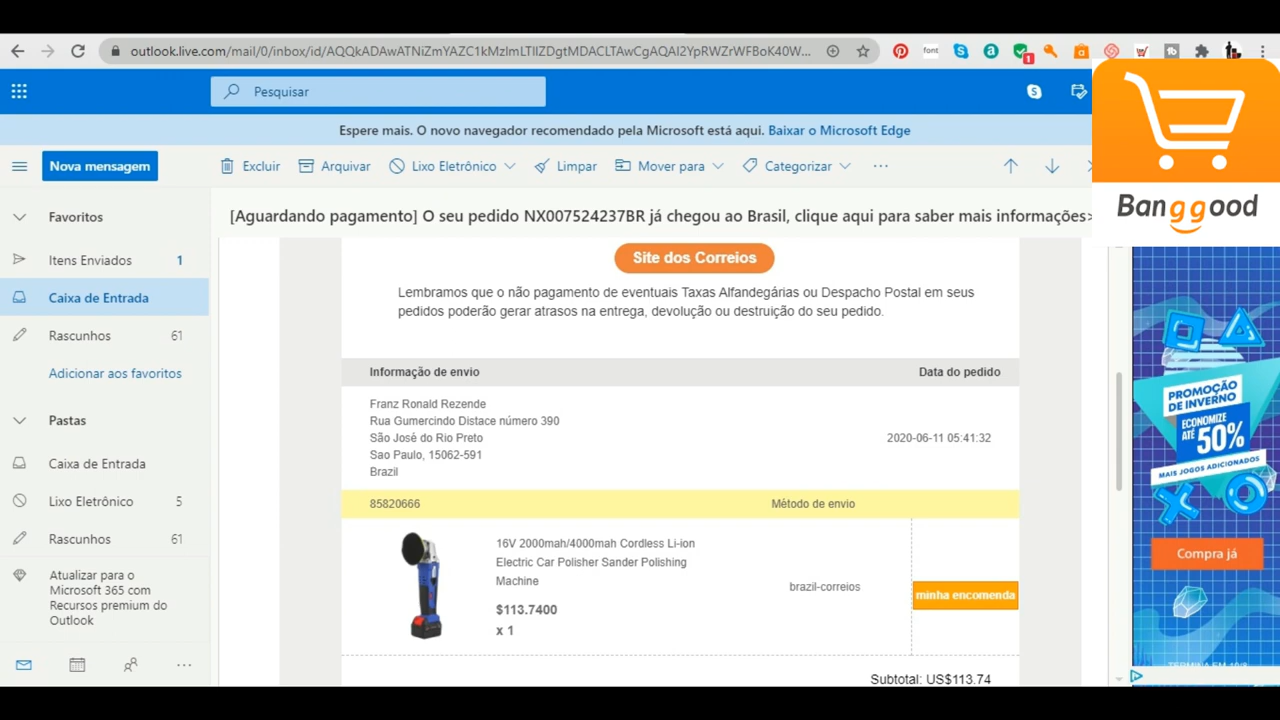 outlook.live.com/mail/0/inbox/id/AQQkADAwATNiZmYAZC1kMzlmLTllZDgtMDACLTAwCgAQAI2YpRWZrWFBoK40W...
font
1
Pesquisar
Espere mais. O novo navegador recomendado pela Microsoft está aqui. Baixar o Microsoft Edge
Nova mensagem
Excluir
Arquivar
Lixo Eletrônico
Limpar
Mover para
Categorizar
Banggood
[Aguardando pagamento] O seu pedido NX007524237BR já chegou ao Brasil, clique aqui para saber mais informações>
Favoritos
Itens Enviados 1
Caixa de Entrada
Rascunhos 61
Adicionar aos favoritos
Pastas
Caixa de Entrada
Lixo Eletrônico 5
Rascunhos 61
Atualizar para o
Microsoft 365 com
Recursos premium do
Outlook
Site dos Correios
Lembramos que o não pagamento de eventuais Taxas Alfandegárias ou Despacho Postal em seus
pedidos poderão gerar atrasos na entrega, devolução ou destruição do seu pedido.
Informação de envio Data do pedido
Franz Ronald Rezende
Rua Gumercindo Distace número 390
São José do Rio Preto
Sao Paulo, 15062-591
Brazil
2020-06-11 05:41:32
85820666 Método de envio
16V 2000mah/4000mah Cordless Li-ion
Electric Car Polisher Sander Polishing
Machine
$113.7400
x 1
brazil-correios
minha encomenda
Subtotal: US$113.74
PROMOÇÃO
DE INVERNO
ECONOMIZE
ATÉ 50%
MAIS JOGOS ADICIONADOS
Compra já